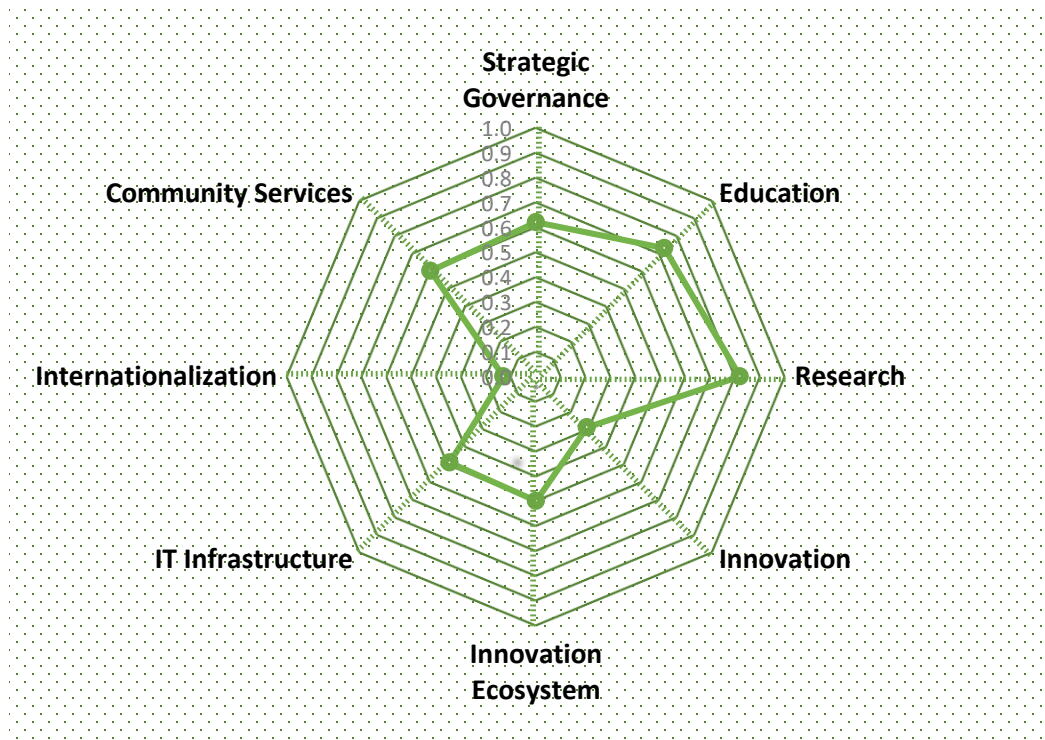 Strategic
Governance
1.0
0.9
0.8
0.7
0.6
0.5
0.4
0.3
0.2
0.1
0.0
Education
Community Services
Research
Internationalization
Innovation
IT Infrastructure
Innovation
Ecosystem